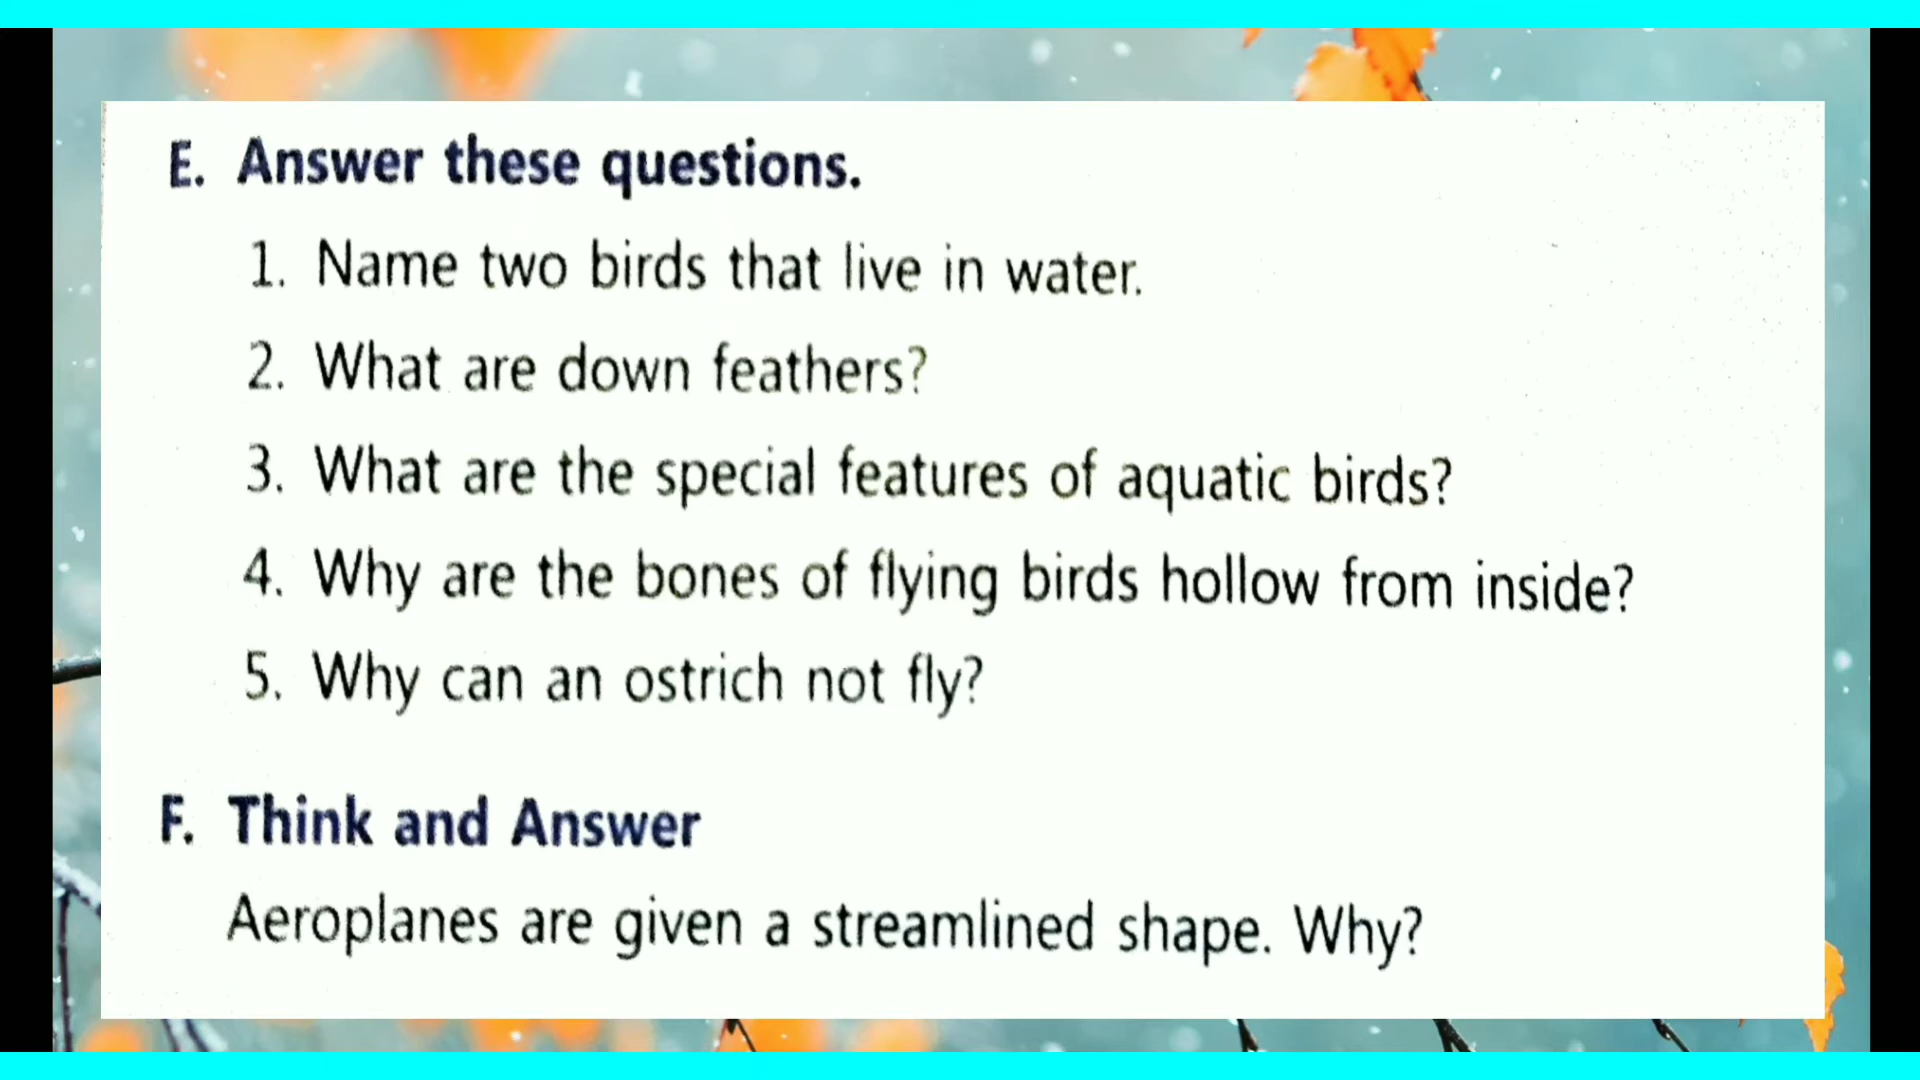 E. Answer these questions.
1. Name two birds that live in water.
2. What are down feathers?
3. What are the special features of aquatic birds?
4. Why are the bones of flying birds hollow from inside?
5. Why can an ostrich not fly?
F. Think and Answer
Aeroplanes are given a streamlined shape. Why?